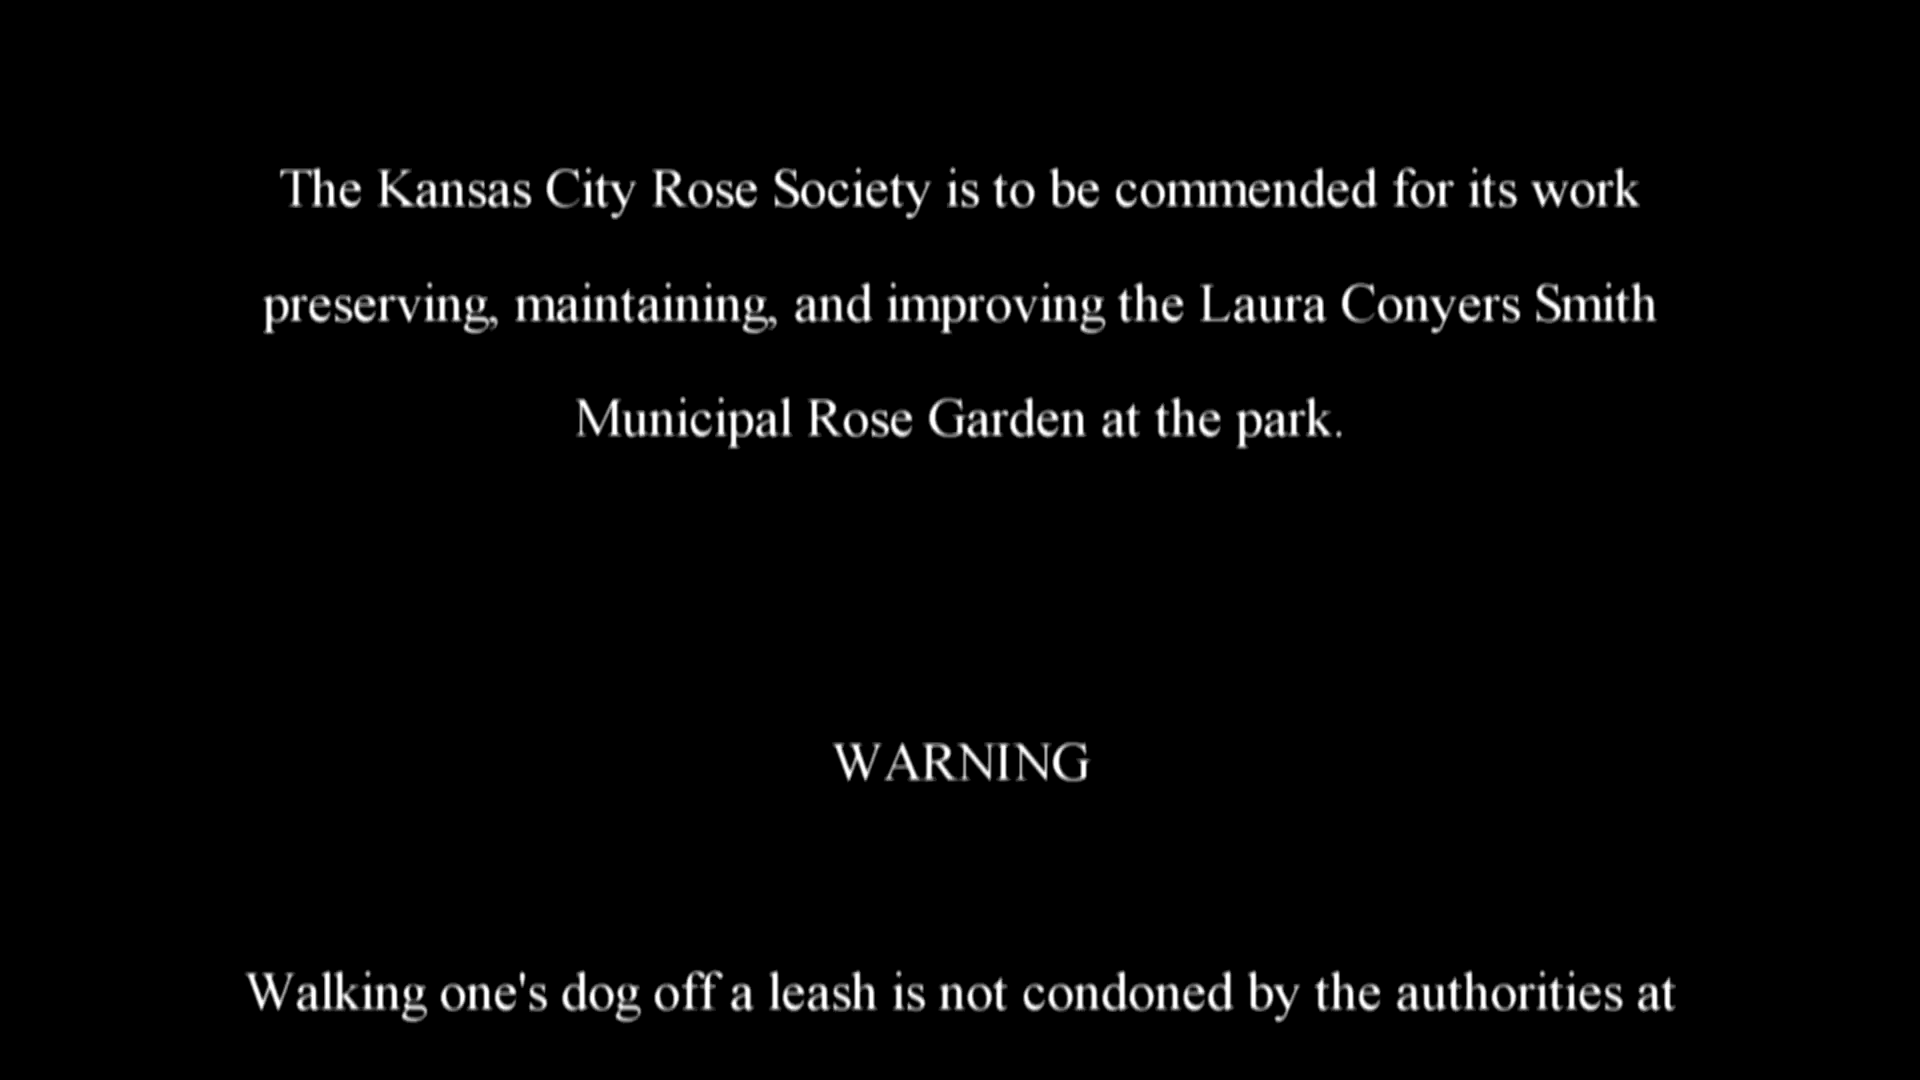 The Kansas City Rose Society is to be commended for its work
preserving, maintaining, and improving the Laura Conyers Smith
Municipal Rose Garden at the park.
WARNING
Walking one's dog off a leash is not condoned by the authorities at